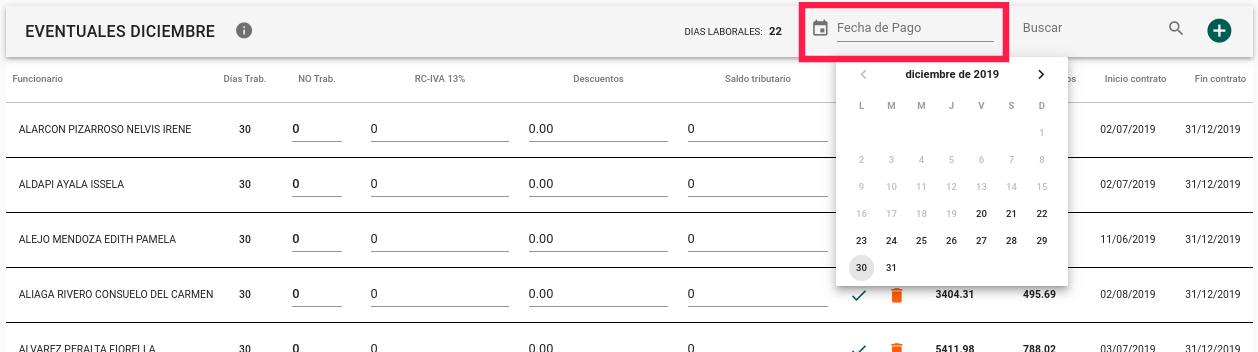 EVENTUALES DICIEMBRE
DIAS LABORALES: 22
Fecha de Pago
Buscar
Funcionario Días Trab. NO Trab. RC-IVA 13% Descuentos Saldo tributario Inicio contrato Fin contrato
diciembre de 2019
L M M J V S D
1
2 3 4 5 6 7 8
9 10 11 12 13 14 15
16 17 18 19 20 21 22
23 24 25 26 27 28 29
30 31
ALARCON PIZARROSO NELVIS IRENE 30 0 0 0.00 0 02/07/2019 31/12/2019
ALDAPI AYALA ISSELA 30 0 0 0.00 0 02/07/2019 31/12/2019
ALEJO MENDOZA EDITH PAMELA 30 0 0 0.00 0 11/06/2019 31/12/2019
ALIAGA RIVERO CONSUELO DEL CARMEN 30 0 0 0.00 0 3404.31 495.69 02/08/2019 31/12/2019
ALVAREZ PERALTA FIORELLA 30 0 0 0.00 0 5411.98 788.02 03/07/2019 31/12/2019